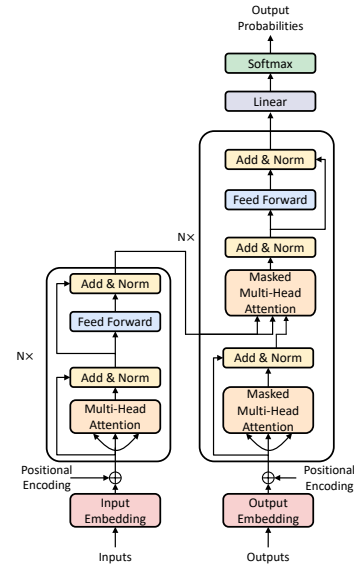 Output
Probabilities
Softmax
Linear
Add & Norm
Feed Forward
N×
Add & Norm
Masked
Multi-Head
Attention
Add & Norm
Masked
Multi-Head
Attention
Positional
Encoding
Output
Embedding
Outputs
Add & Norm
Feed Forward
N×
Add & Norm
Multi-Head
Attention
Positional
Encoding
Input
Embedding
Inputs